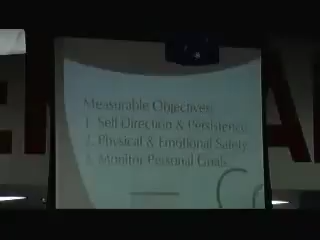 Measurable Objectives:
1. Self Direction & Persistence
2. Physical & Emotional Safety
3. Monitor Personal Goals